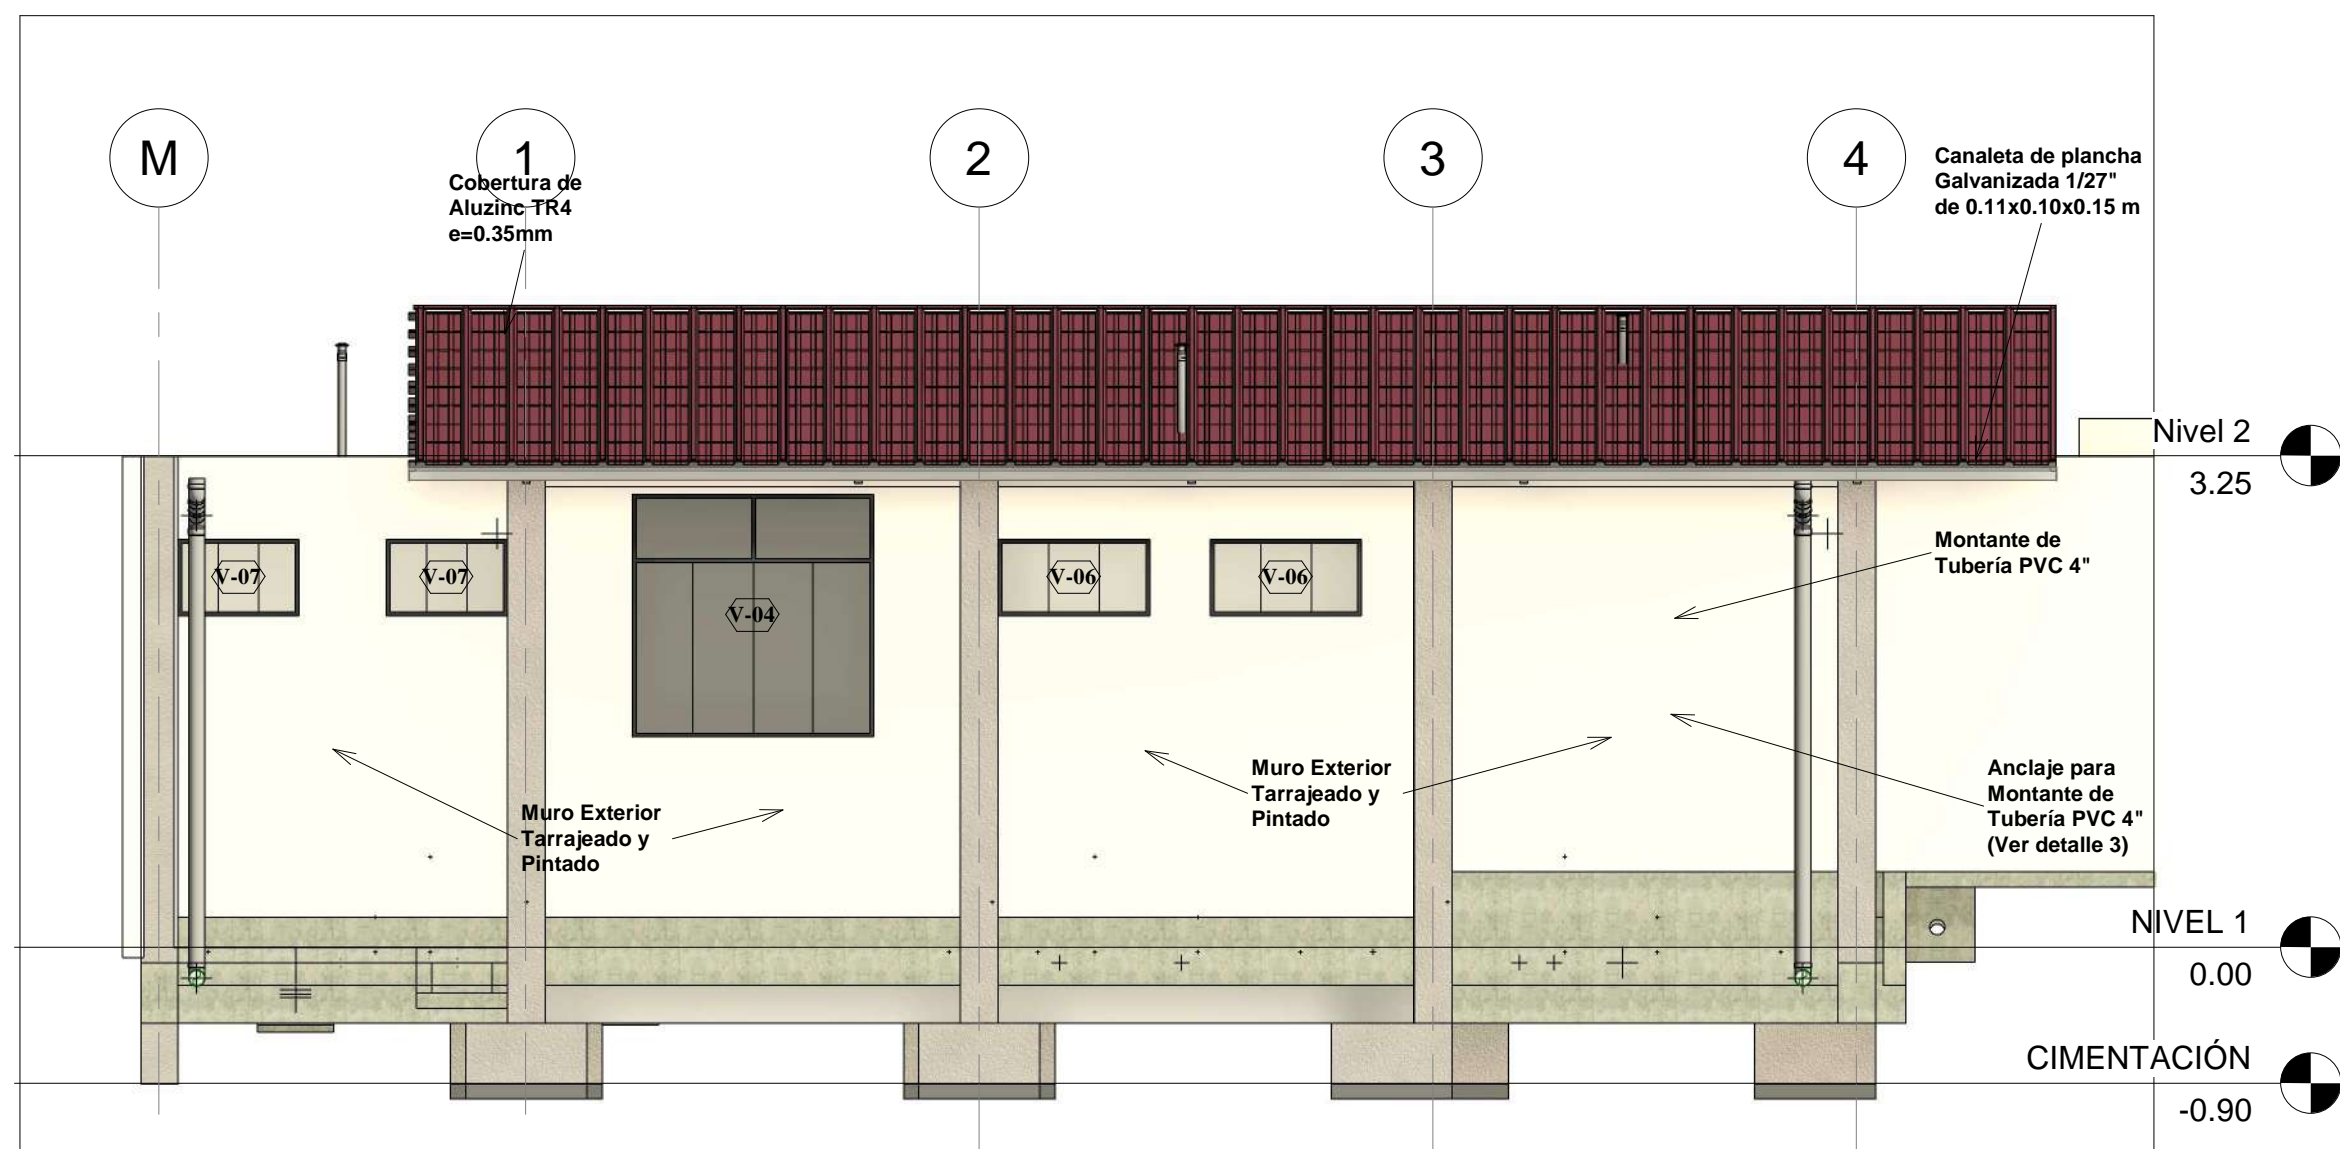 M
1
2
3
4
Cobertura de
Aluzinc TR4
e=0.35mm
Canaleta de plancha
Galvanizada 1/27"
de 0.11x0.10x0.15 m
Nivel 2
3.25
V-07
V-07
V-04
V-06
V-06
Montante de
Tubería PVC 4"
Muro Exterior
Tarrajeado y
Pintado
Muro Exterior
Tarrajeado y
Pintado
Anclaje para
Montante de
Tubería PVC 4"
(Ver detalle 3)
NIVEL 1
0.00
CIMENTACIÓN
-0.90